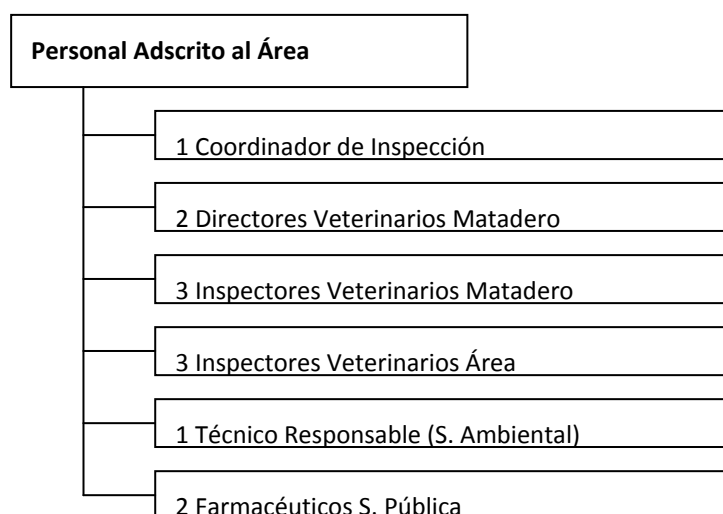 Personal Adscrito al Área
1 Coordinador de Inspección
2 Directores Veterinarios Matadero
3 Inspectores Veterinarios Matadero
3 Inspectores Veterinarios Área
1 Técnico Responsable (S. Ambiental)
2 Farmacéuticos S. Pública